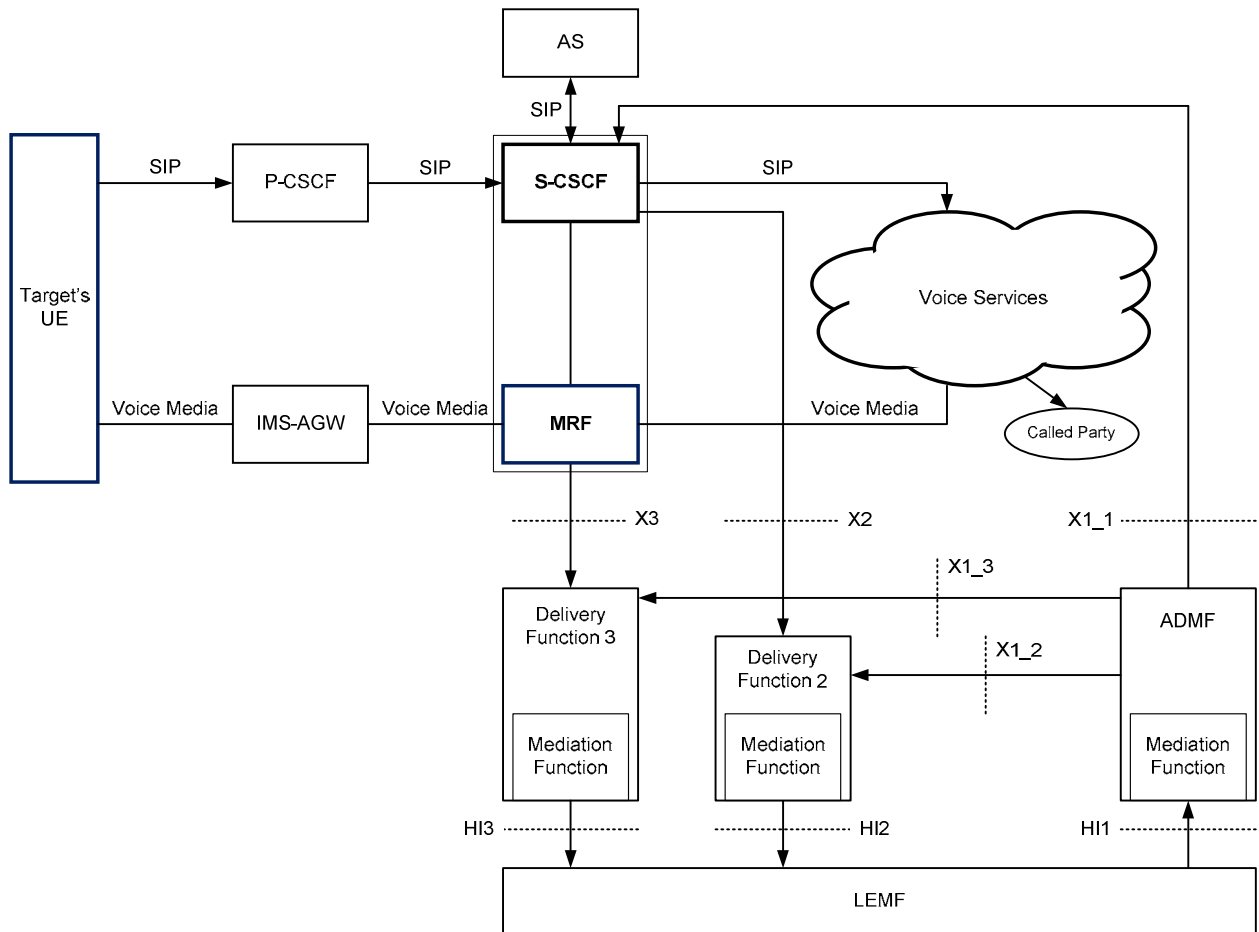 AS
SIP
SIP
P-CSCF
SIP
S-CSCF
SIP
Target's
UE
Voice Services
Voice Media
IMS-AGW
Voice Media
MRF
Voice Media
Called Party
X3
X2
X1_1
X1_3
Delivery
Function 3
ADMF
X1_2
Delivery
Function 2
Mediation
Function
Mediation
Function
Mediation
Function
HI3
HI2
HI1
LEMF